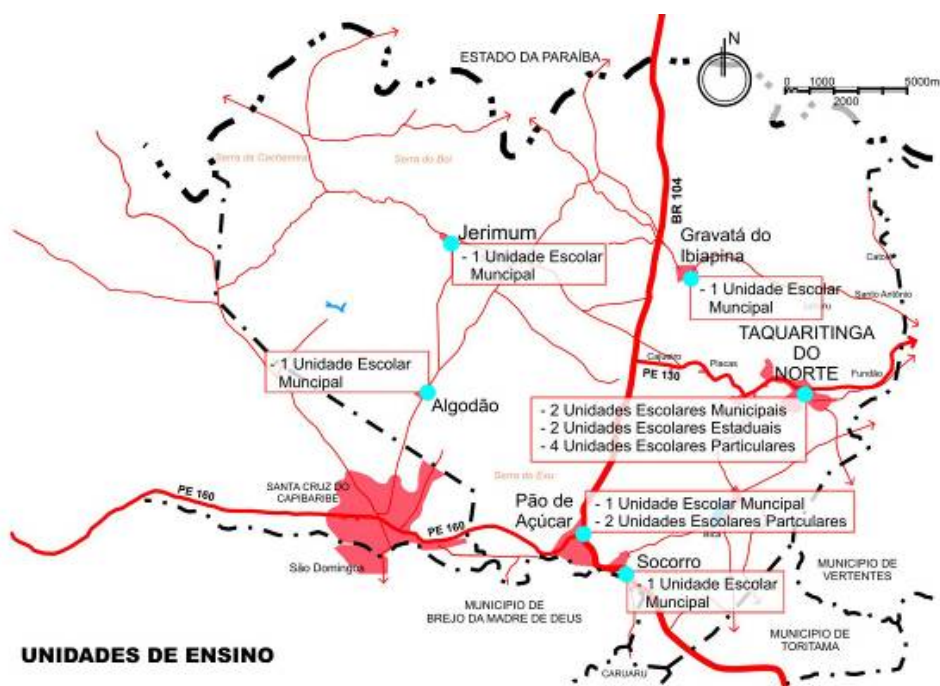 ESTADO DA PARAÍBA
N
0 1000 5000m
2000
Serra do Boi
BR 104
Jerimum
- 1 Unidade Escolar
Muncipal
Gravatá do
Ibiapina
- 1 Unidade Escolar
Muncipal
Santo Antônio
TAQUARITINGA
DO
NORTE
Cajueiro
Placas
Fundão
PE 130
- 1 Unidade Escolar
Muncipal
Algodão
- 2 Unidades Escolares Municipais
- 2 Unidades Escolares Estaduais
- 4 Unidades Escolares Particulares
SANTA CRUZ DO
CAPIBARIBE
PE 160
PE 160
São Domingos
Pão de
Açúcar
- 1 Unidade Escolar Muncipal
- 2 Unidades Escolares Partculares
Socorro
- 1 Unidade Escolar
Muncipal
MUNICIPIO DE
VERTENTES
MUNICIPIO DE
BREJO DA MADRE DE DEUS
MUNICIPIO DE
TORITAMA
CARUARU
UNIDADES DE ENSINO